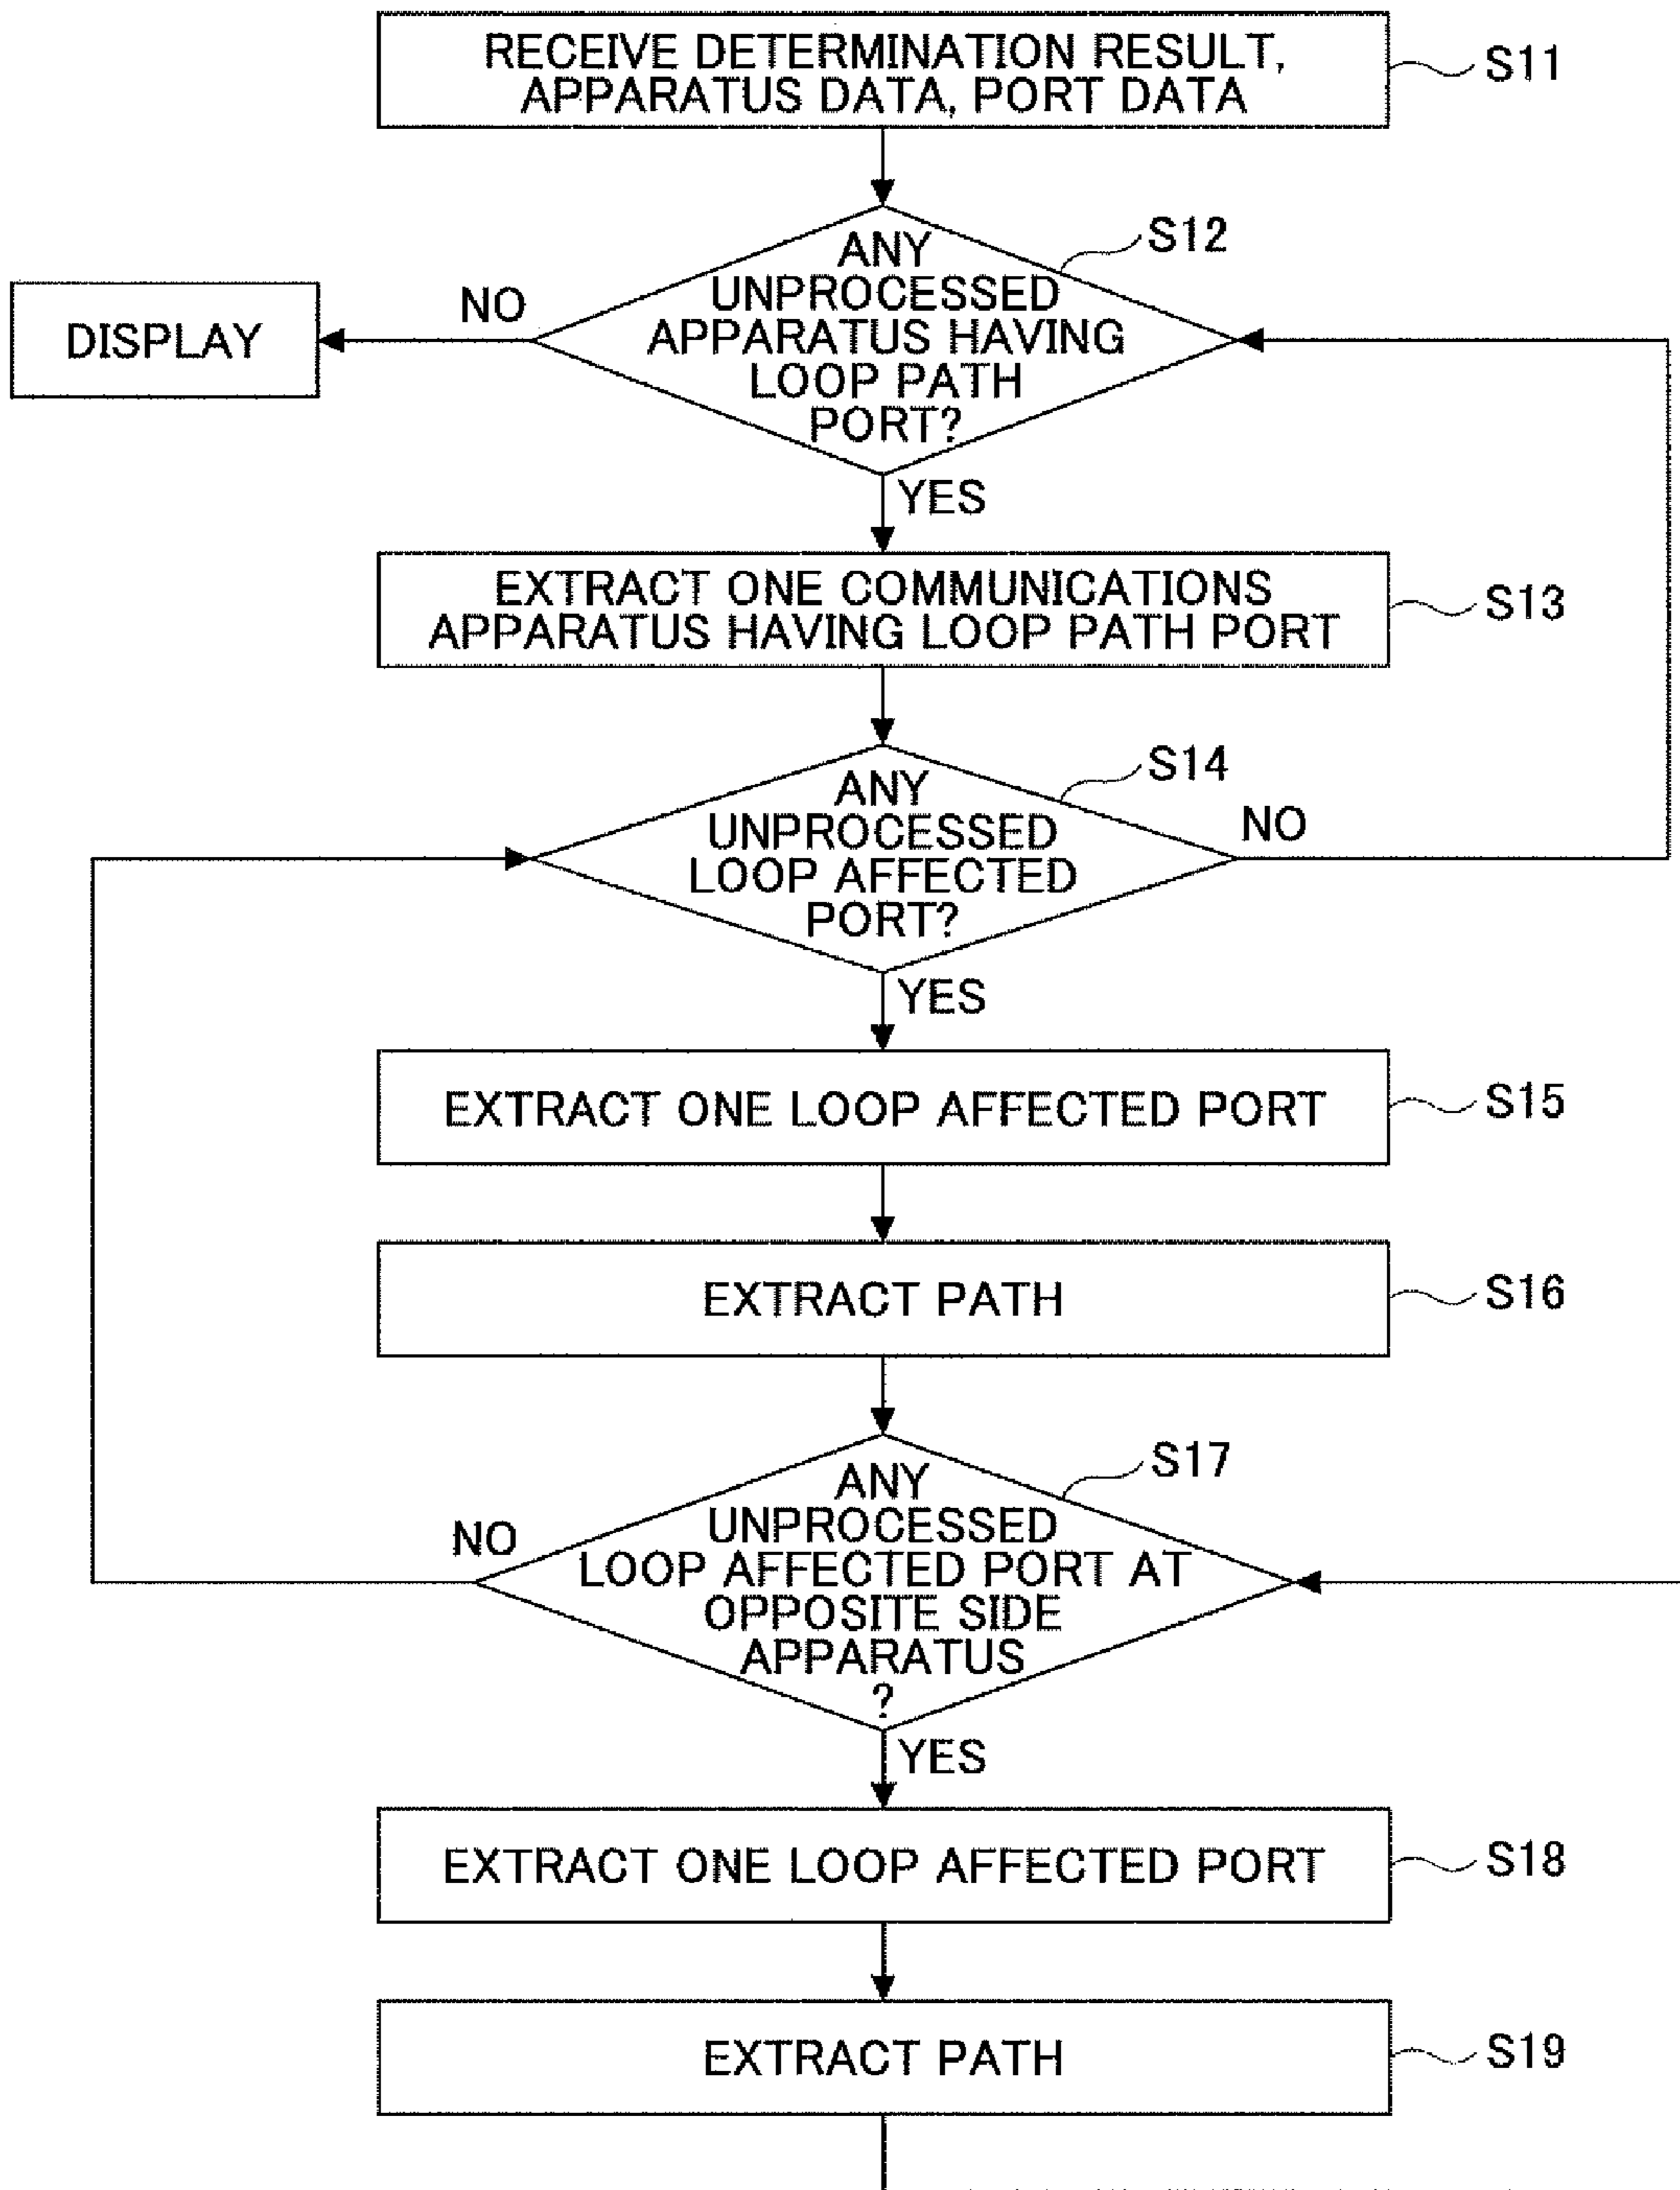 RECEIVE DETERMINATION RESULT,
APPARATUS DATA, PORT DATA
S11
ANY
UNPROCESSED
APPARATUS HAVING
LOOP PATH
PORT?
S12
NO
DISPLAY
YES
EXTRACT ONE COMMUNICATIONS
APPARATUS HAVING LOOP PATH PORT
S13
ANY
UNPROCESSED
LOOP AFFECTED
PORT?
S14
NO
YES
EXTRACT ONE LOOP AFFECTED PORT
S15
EXTRACT PATH
S16
ANY
UNPROCESSED
LOOP AFFECTED PORT AT
OPPOSITE SIDE
APPARATUS
?
S17
NO
YES
EXTRACT ONE LOOP AFFECTED PORT
S18
EXTRACT PATH
S19